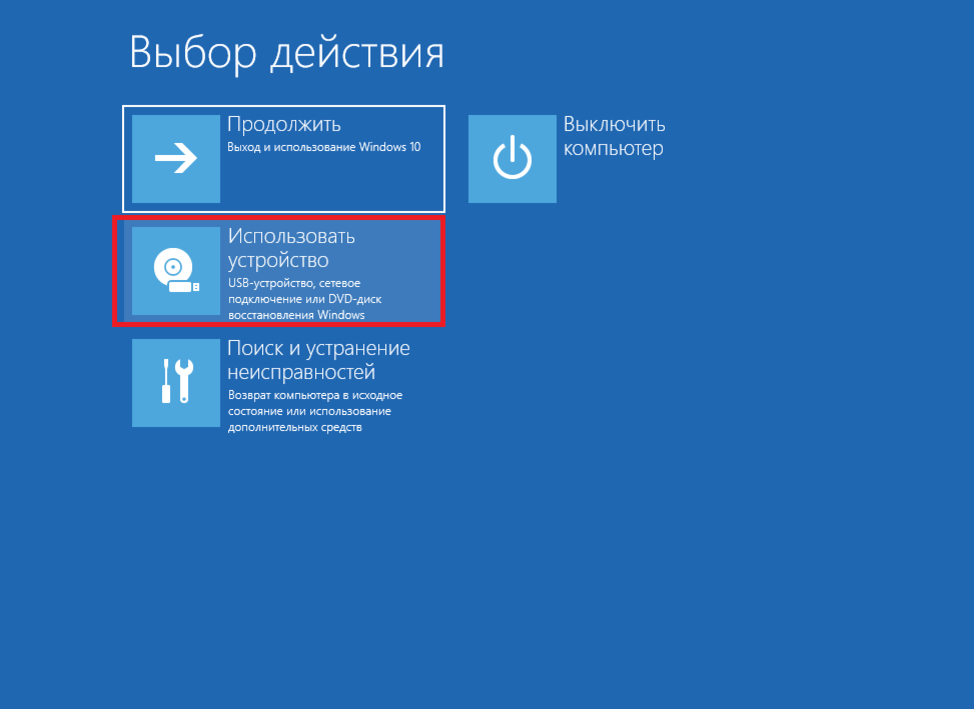 Выбор действия
Продолжить
Выход и использование Windows 10
Выключить
компьютер
Использовать
устройство
USB-устройство, сетевое
подключение или DVD-диск
восстановления Windows
Поиск и устранение
неисправностей
Возврат компьютера в исходное
состояние или использование
дополнительных средств